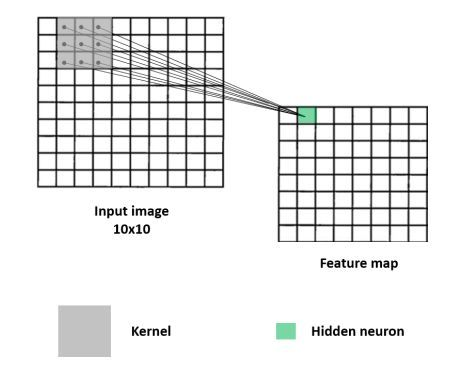 Input image
10x10
Feature map
Kernel
Hidden neuron